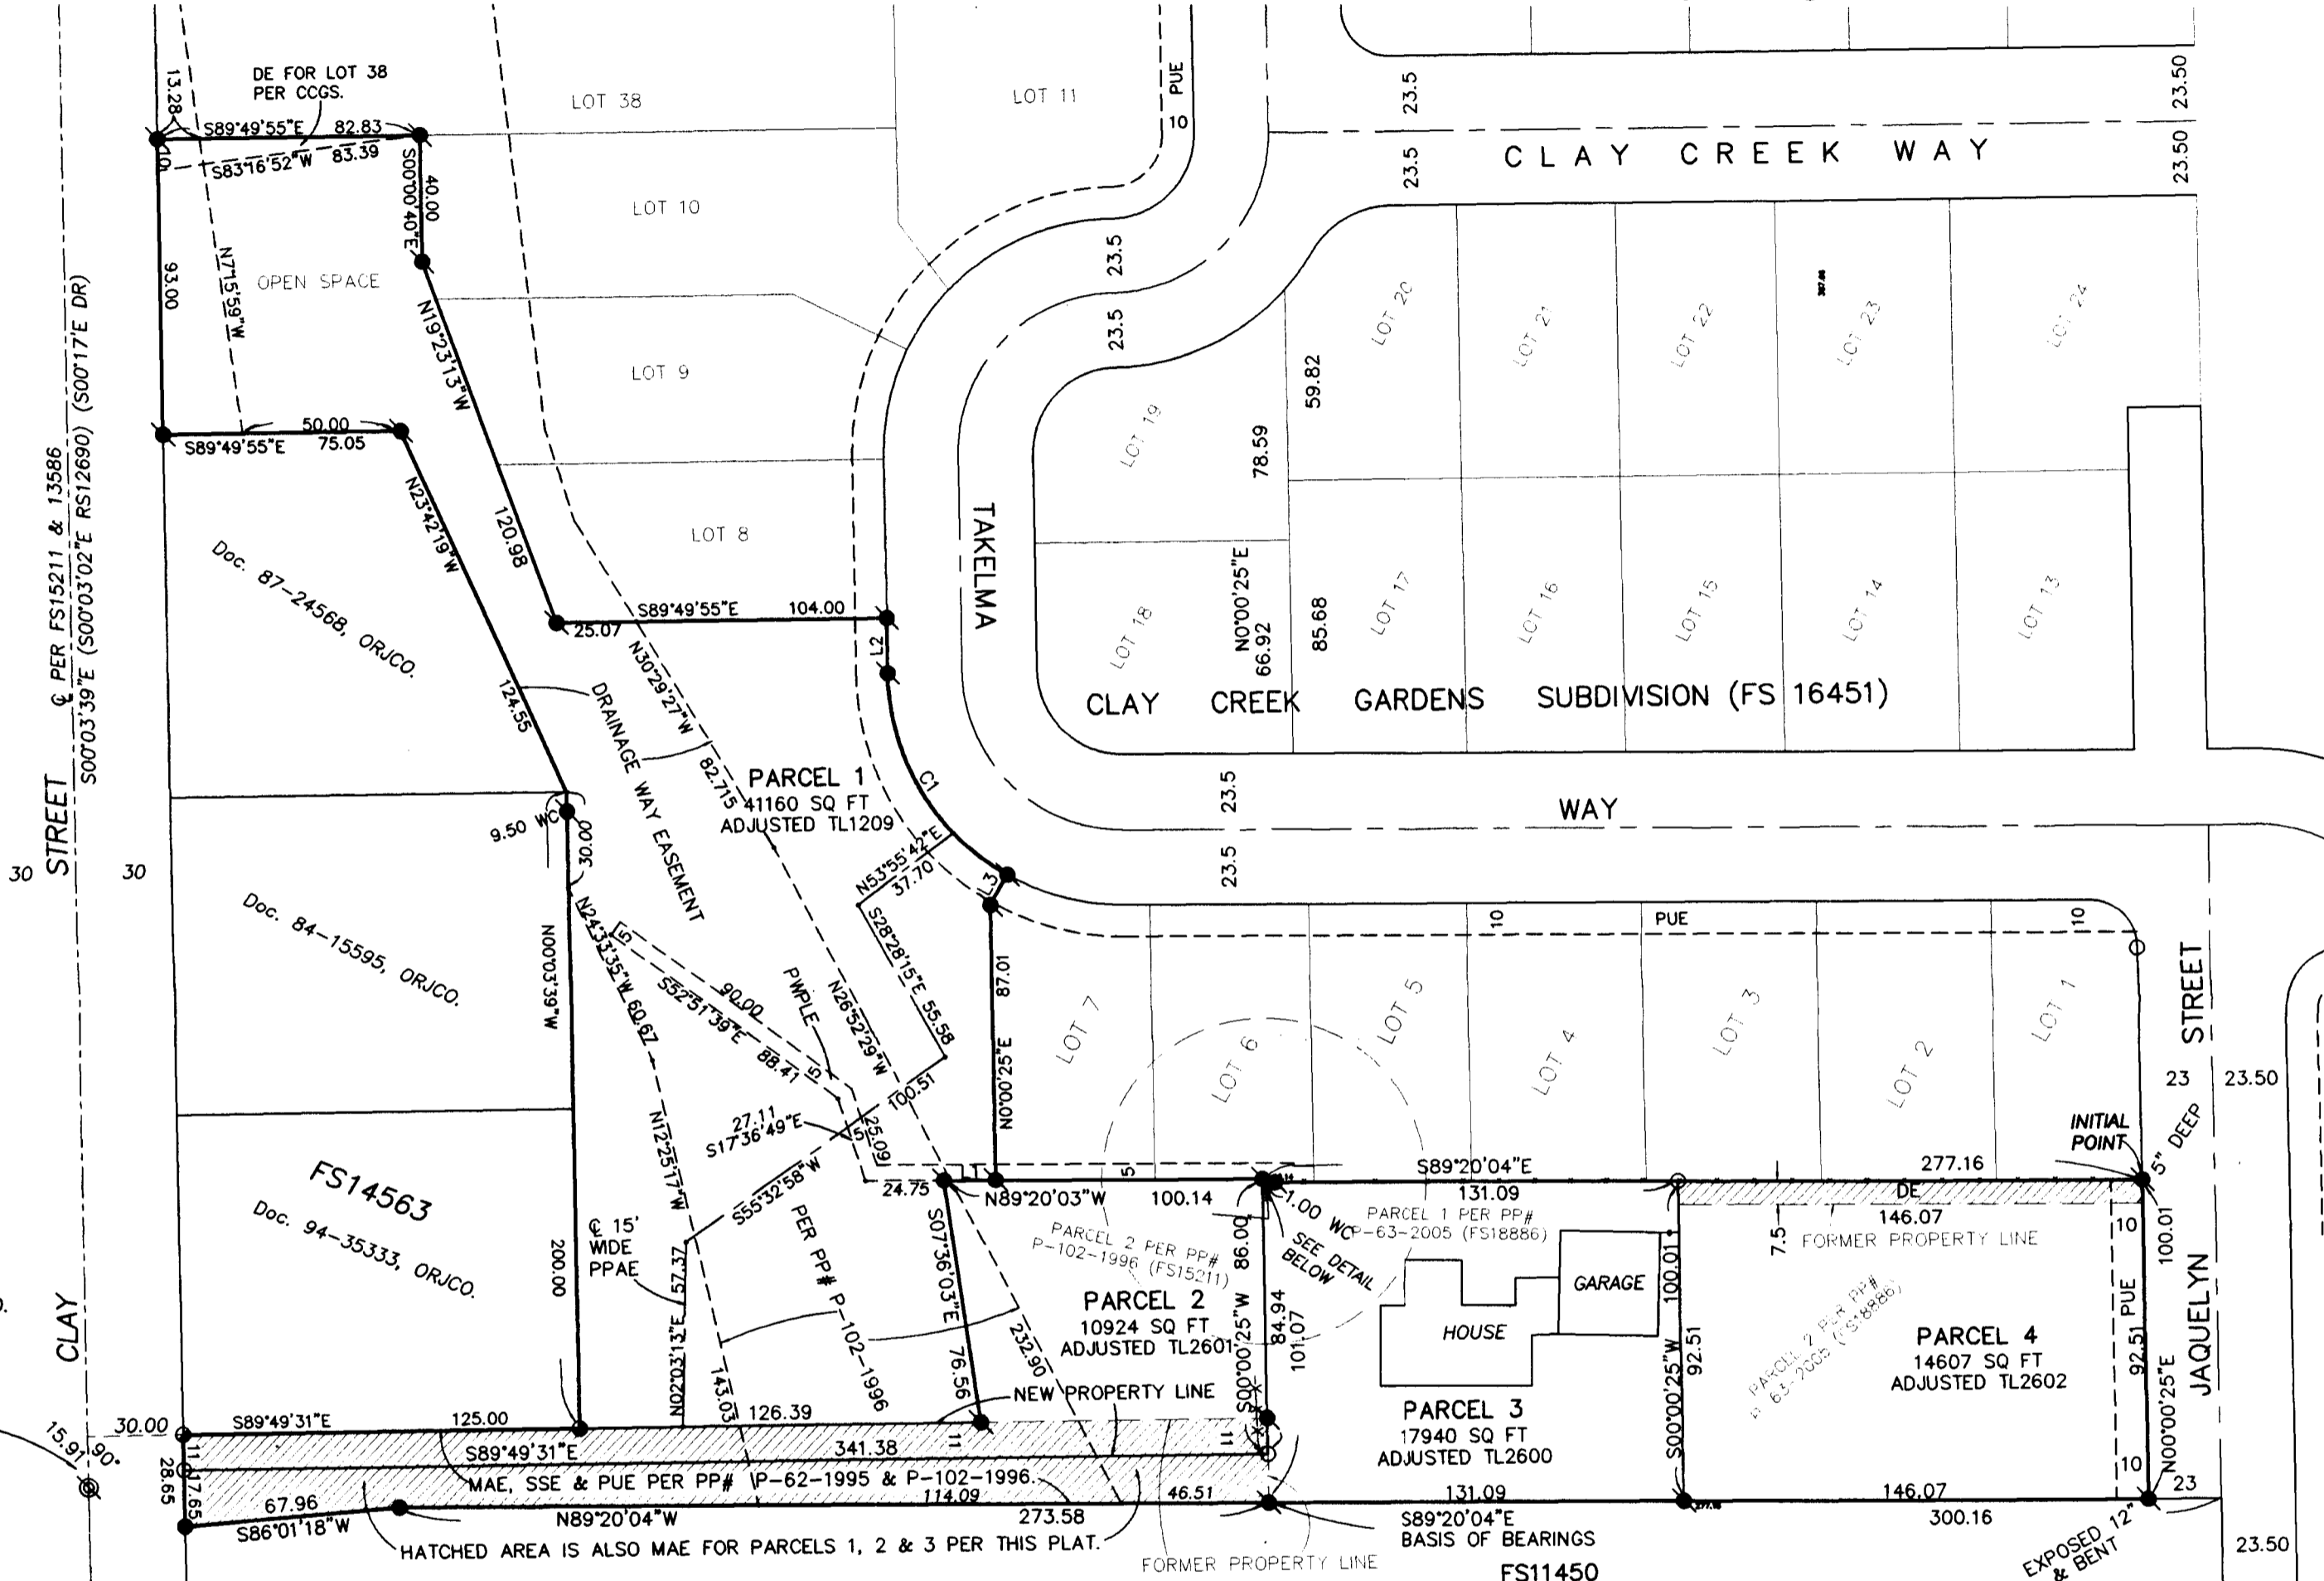 13.28
DE FOR LOT 38
PER CCGS.
S89°49'55"E 82.83
S83°16'52"W 83.39
10
S00°00'40"E
40.00
LOT 38
LOT 11
PUE
10
23.5
23.50
CLAY CREEK WAY
23.5
23.50
LOT 10
OPEN SPACE
93.00
N7°15'59"W
N19°23'13"W
120.98
LOT 9
23.5
23.5
LOT 20
LOT 21
LOT 22
LOT 23
LOT 24
59.82
78.59
LOT 19
50.00
S89°49'55"E 75.05
N23°42'19"W
124.55
LOT 8
TAKELMA
℄ PER FS15211 & 13586
S00°03'39"E (S00°03'02"E RS12690) (S00°17'E DR)
Doc. 87-24568, ORJCO.
S89°49'55"E 104.00
25.07
L2
N30°29'27"W
82.715
LOT 18
N0°00'25"E
66.92
85.68
LOT 17
LOT 16
LOT 15
LOT 14
LOT 13
CLAY CREEK GARDENS SUBDIVISION (FS 16451)
DRAINAGE WAY EASEMENT
PARCEL 1
41160 SQ FT
ADJUSTED TL1209
C1
23.5
WAY
23.5
STREET
30
30
9.50 WC
30.00
N53°55'42"E
37.70
L3
S28°28'15"E 55.58
Doc. 84-15595, ORJCO.
N00°03'39"W
200.00
N24°33'35"W 60.67
5
90.00
S52°51'39"E 88.41
5
PWPLE
N26°52'29"W
232.90
87.01
N0°00'25"E
10
PUE
10
LOT 7
LOT 6
LOT 5
LOT 4
LOT 3
LOT 2
LOT 1
STREET
23
23.50
INITIAL
POINT
5" DEEP
100.51
27.11
S17°36'49"E
5
25.09
S55°32'58"W
24.75
N89°20'03"W 100.14
5
S89°20'04"E
131.09
277.16
DE
146.07
7.5
FORMER PROPERTY LINE
1.00 WC
SEE DETAIL
BELOW
PARCEL 1 PER PP#
P-63-2005 (FS18886)
PARCEL 2 PER PP#
P-102-1996 (FS15211)
FS14563
Doc. 94-35333, ORJCO.
℄ 15'
WIDE
PPAE
N02°03'13"E 57.37
N12°25'17"W
143.03
PER PP# P-102-1996
S07°36'03"E 76.56
PARCEL 2
10924 SQ FT
ADJUSTED TL2601
S00°00'25"W 86.00
84.94
101.07
HOUSE
GARAGE
100.01
S00°00'25"W 92.51
PARCEL 3
17940 SQ FT
ADJUSTED TL2600
PARCEL 4
14607 SQ FT
ADJUSTED TL2602
10
PUE
10
100.01
92.51
N00°00'25"E
JAQUELYN
23
23.50
CLAY
NEW PROPERTY LINE
30.00
S89°49'31"E 125.00
126.39
15.91
90°
11
17.65
28.65
S89°49'31"E 341.38
11
11
MAE, SSE & PUE PER PP# P-62-1995 & P-102-1996.
67.96
S86°01'18"W
N89°20'04"W
114.09
273.58
46.51
HATCHED AREA IS ALSO MAE FOR PARCELS 1, 2 & 3 PER THIS PLAT.
FORMER PROPERTY LINE
131.09
S89°20'04"E
BASIS OF BEARINGS
FS11450
146.07
300.16
EXPOSED 12"
& BENT